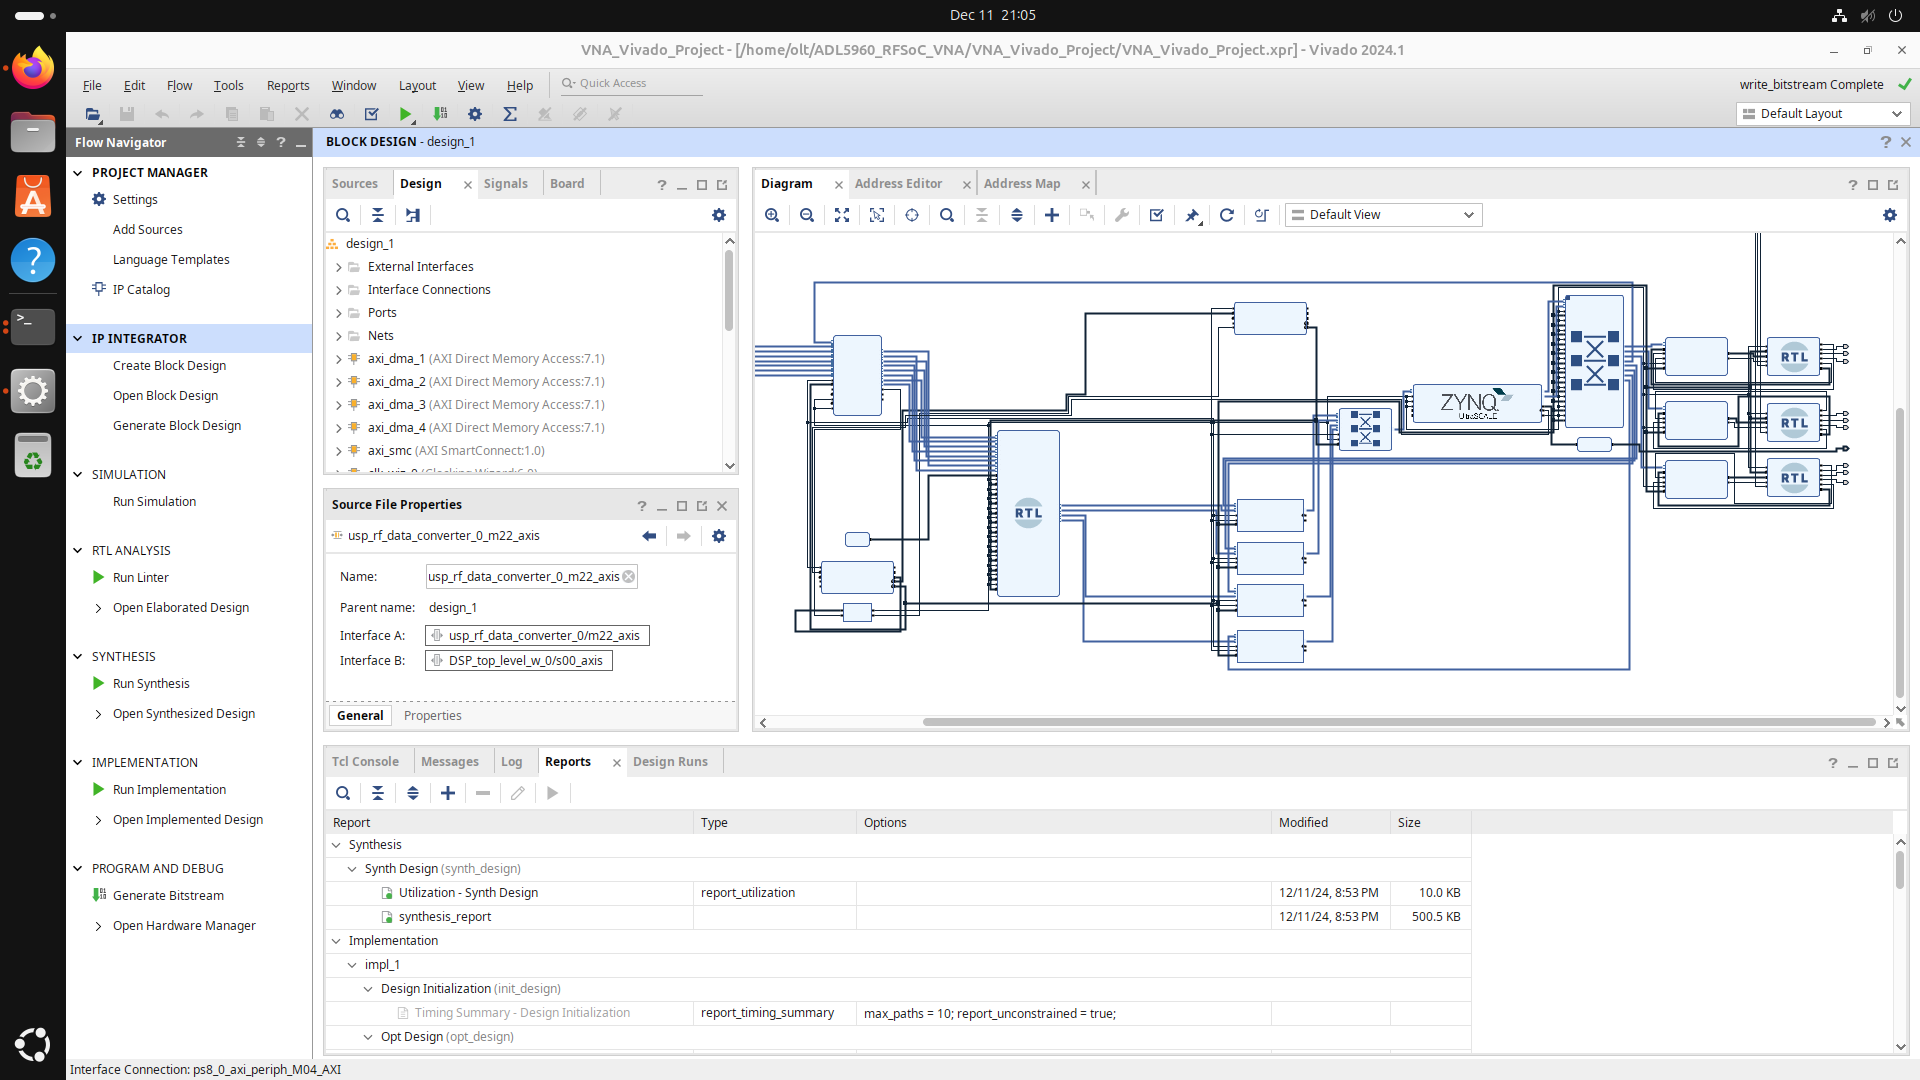 Dec 11 21:05
VNA_Vivado_Project - [/home/olt/ADL5960_RFSoC_VNA/VNA_Vivado_Project/VNA_Vivado_Project.xpr] - Vivado 2024.1
File Edit Flow Tools Reports Window Layout View Help Quick Access
write_bitstream Complete
Default Layout
Flow Navigator
PROJECT MANAGER
Settings
Add Sources
Language Templates
IP Catalog
IP INTEGRATOR
Create Block Design
Open Block Design
Generate Block Design
SIMULATION
Run Simulation
RTL ANALYSIS
Run Linter
Open Elaborated Design
SYNTHESIS
Run Synthesis
Open Synthesized Design
IMPLEMENTATION
Run Implementation
Open Implemented Design
PROGRAM AND DEBUG
Generate Bitstream
Open Hardware Manager
BLOCK DESIGN - design_1
Sources Design Signals Board
design_1
External Interfaces
Interface Connections
Ports
Nets
axi_dma_1 (AXI Direct Memory Access:7.1)
axi_dma_2 (AXI Direct Memory Access:7.1)
axi_dma_3 (AXI Direct Memory Access:7.1)
axi_dma_4 (AXI Direct Memory Access:7.1)
axi_smc (AXI SmartConnect:1.0)
clk_wiz_0 (Clocking Wizard:6.0)
Source File Properties
usp_rf_data_converter_0_m22_axis
Name: usp_rf_data_converter_0_m22_axis
Parent name: design_1
Interface A: usp_rf_data_converter_0/m22_axis
Interface B: DSP_top_level_w_0/s00_axis
General Properties
Diagram Address Editor Address Map
Default View
RTL
ZYNQ
UltraSCALE
RTL
RTL
RTL
Tcl Console Messages Log Reports Design Runs
Report Type Options Modified Size
Synthesis
Synth Design (synth_design)
Utilization - Synth Design report_utilization 12/11/24, 8:53 PM 10.0 KB
synthesis_report 12/11/24, 8:53 PM 500.5 KB
Implementation
impl_1
Design Initialization (init_design)
Timing Summary - Design Initialization report_timing_summary max_paths = 10; report_unconstrained = true;
Opt Design (opt_design)
Interface Connection: ps8_0_axi_periph_M04_AXI